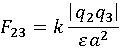 F₂₃ = k |q₂q₃| / εa²